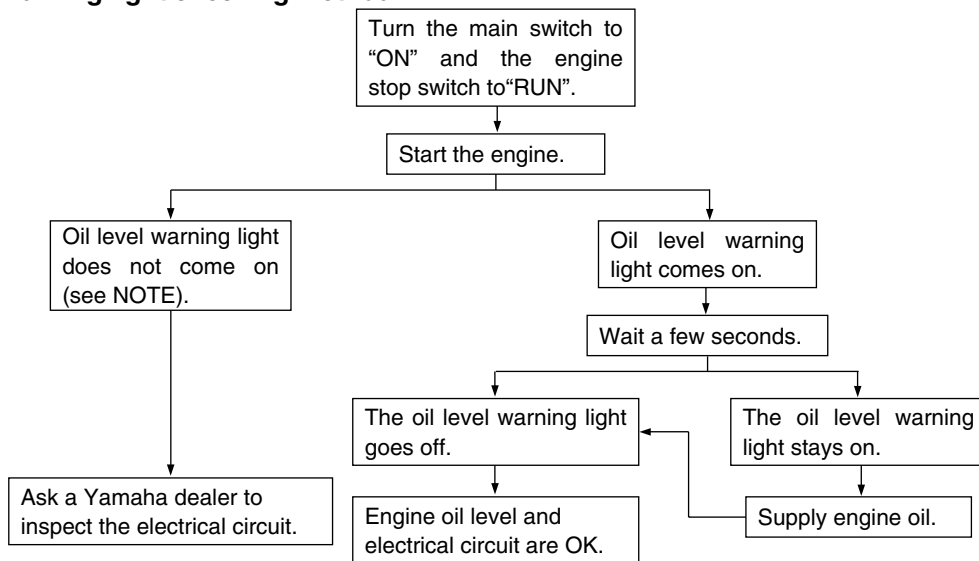 Turn the main switch to
“ON” and the engine
stop switch to“RUN”.
Start the engine.
Oil level warning light
does not come on
(see NOTE).
Oil level warning
light comes on.
Wait a few seconds.
The oil level warning light
goes off.
The oil level warning
light stays on.
Ask a Yamaha dealer to
inspect the electrical circuit.
Engine oil level and
electrical circuit are OK.
Supply engine oil.